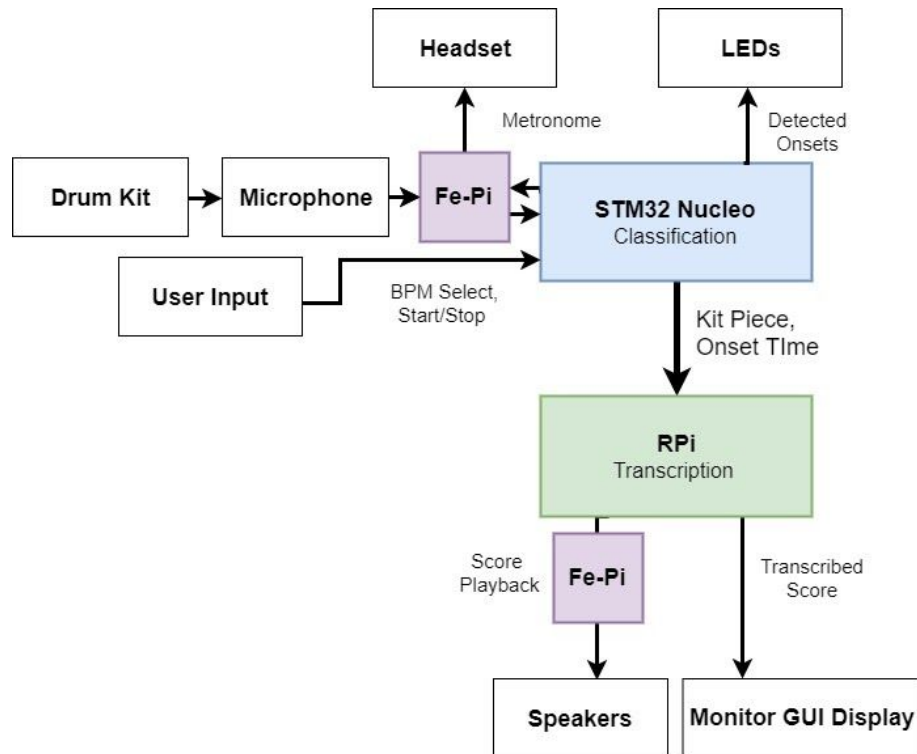 Headset
LEDs
Metronome
Detected
Onsets
Drum Kit
Microphone
Fe-Pi
STM32 Nucleo
Classification
User Input
BPM Select,
Start/Stop
Kit Piece,
Onset TIme
RPi
Transcription
Score
Playback
Fe-Pi
Transcribed
Score
Speakers
Monitor GUI Display